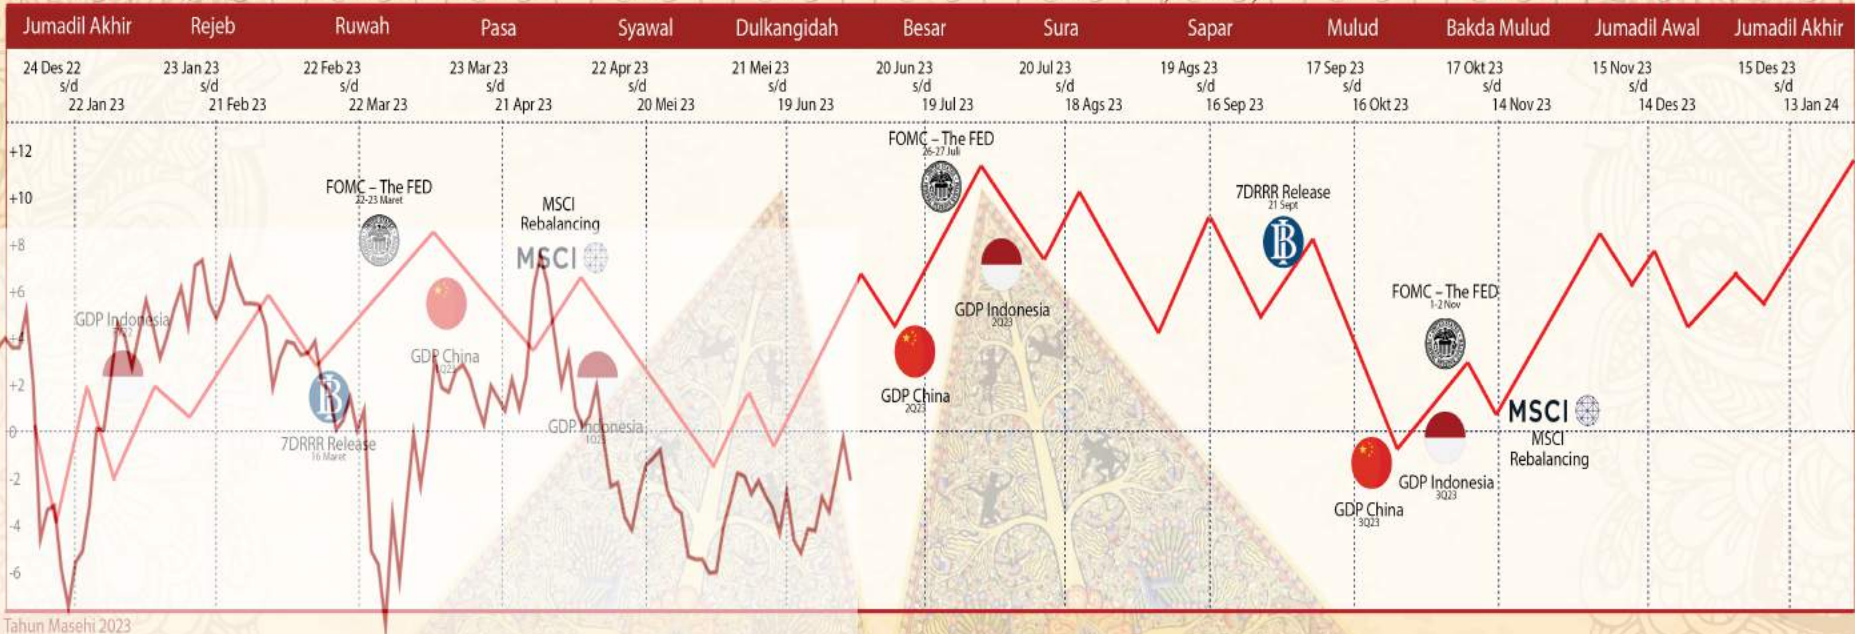 Jumadil Akhir
Rejeb
Ruwah
Pasa
Syawal
Dulkangidah
Besar
Sura
Sapar
Mulud
Bakda Mulud
Jumadil Awal
Jumadil Akhir
24 Des 22
s/d
22 Jan 23
23 Jan 23
s/d
21 Feb 23
22 Feb 23
s/d
22 Mar 23
23 Mar 23
s/d
21 Apr 23
22 Apr 23
s/d
20 Mei 23
21 Mei 23
s/d
19 Jun 23
20 Jun 23
s/d
19 Jul 23
20 Jul 23
s/d
18 Ags 23
19 Ags 23
s/d
16 Sep 23
17 Sep 23
s/d
16 Okt 23
17 Okt 23
s/d
14 Nov 23
15 Nov 23
s/d
14 Des 23
15 Des 23
s/d
13 Jan 24
+12
+10
+8
+6
+4
+2
0
-2
-4
-6
GDP Indonesia
7DRRR Release
16 Maret
FOMC – The FED
22-23 Maret
GDP China
1Q23
MSCI
Rebalancing
MSCI
GDP Indonesia
1Q23
GDP China
2Q23
FOMC – The FED
26-27 Juli
GDP Indonesia
2Q23
7DRRR Release
21 Sept
GDP China
3Q23
FOMC – The FED
1-2 Nov
GDP Indonesia
3Q23
MSCI
MSCI
Rebalancing
Tahun Masehi 2023